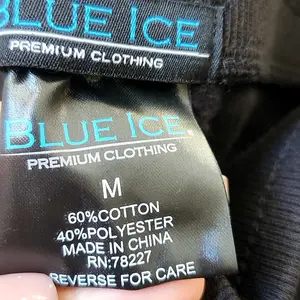 BLUE ICE
PREMIUM CLOTHING
BLUE ICE®
PREMIUM CLOTHING
M
60%COTTON
40%POLYESTER
MADE IN CHINA
RN:78227
REVERSE FOR CARE